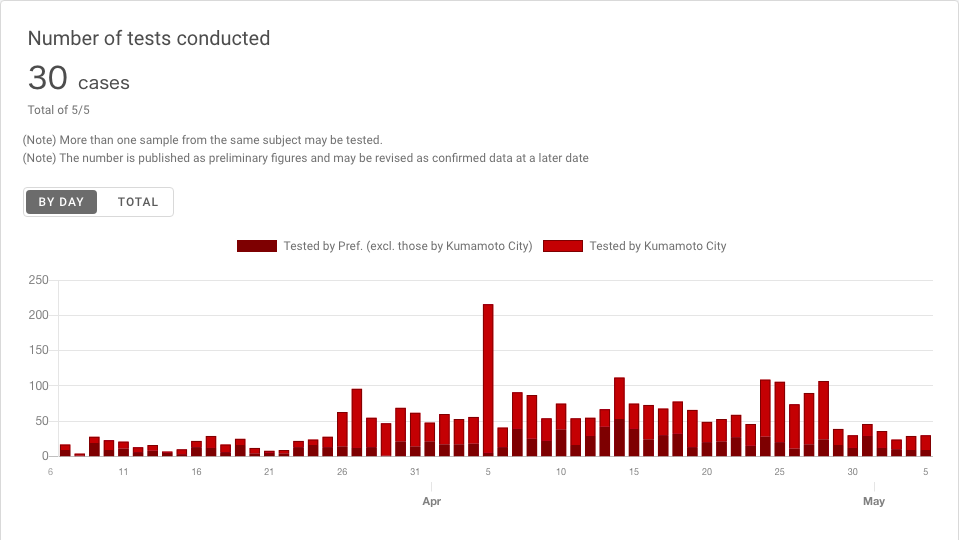 Number of tests conducted
30 cases
Total of 5/5
(Note) More than one sample from the same subject may be tested.
(Note) The number is published as preliminary figures and may be revised as confirmed data at a later date
BY DAY TOTAL
Tested by Pref. (excl. those by Kumamoto City) Tested by Kumamoto City
250
200
150
100
50
0
6 11 16 21 26 31 5 10 15 20 25 30 5
Apr May